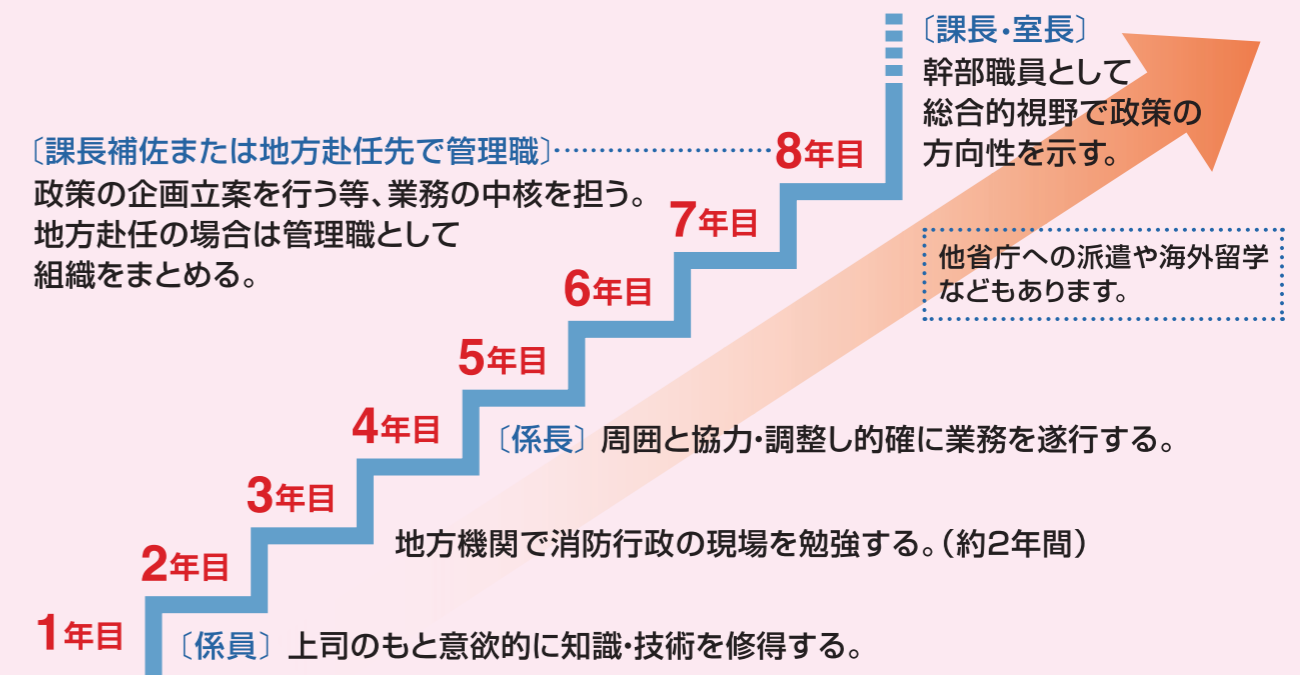 〔課長・室長〕
幹部職員として
総合的視野で政策の
方向性を示す。
〔課長補佐または地方赴任先で管理職〕
8年目
政策の企画立案を行う等、業務の中核を担う。
地方赴任の場合は管理職として
組織をまとめる。
7年目
他省庁への派遣や海外留学
などもあります。
6年目
5年目
4年目
〔係長〕周囲と協力・調整し的確に業務を遂行する。
3年目
地方機関で消防行政の現場を勉強する。（約2年間）
2年目
1年目
〔係員〕上司のもと意欲的に知識・技術を修得する。